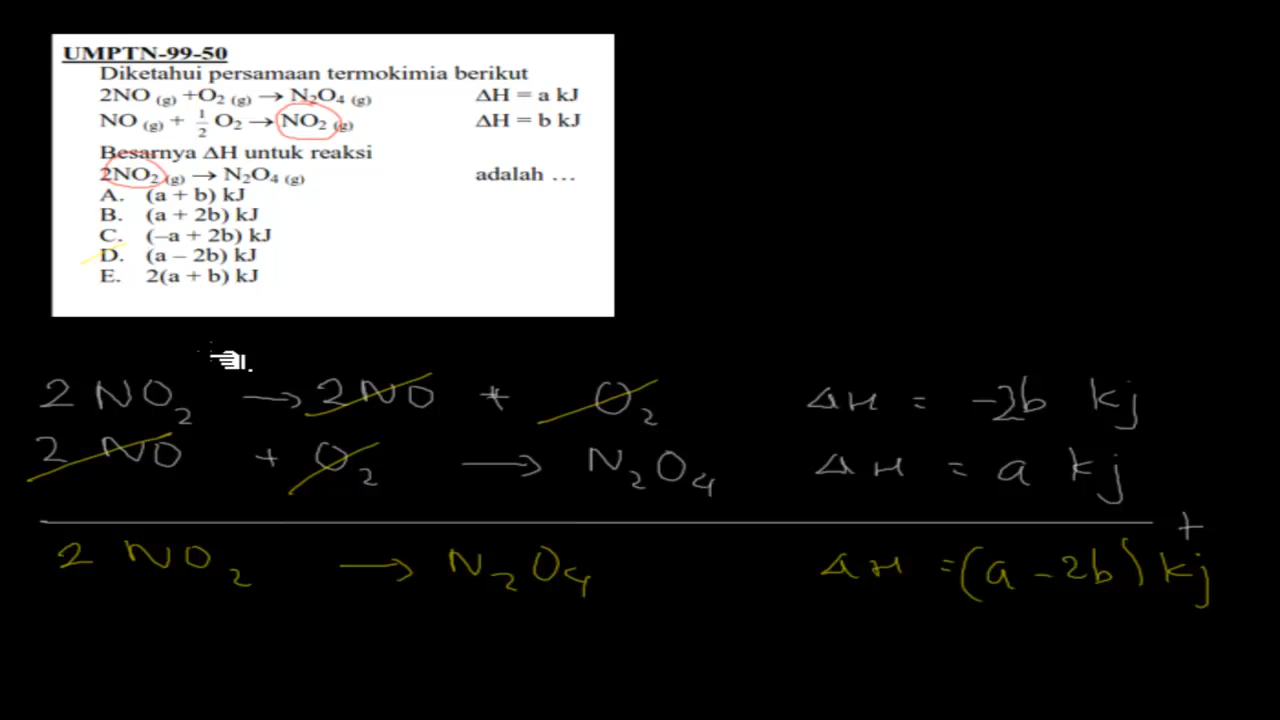 UMPTN-99-50
Diketahui persamaan termokimia berikut
2NO (g) +O₂ (g) → N₂O₄ (g) ΔH = a kJ
NO (g) + 1/2 O₂ → NO₂ (g) ΔH = b kJ
Besarnya ΔH untuk reaksi
2NO₂ (g) → N₂O₄ (g) adalah …
A. (a + b) kJ
B. (a + 2b) kJ
C. (–a + 2b) kJ
D. (a – 2b) kJ
E. 2(a + b) kJ
2 NO₂ → 2 NO + O₂ ΔH = -2b kj
2 NO + O₂ → N₂O₄ ΔH = a kj
+
2 NO₂ → N₂O₄ ΔH = (a - 2b) kj